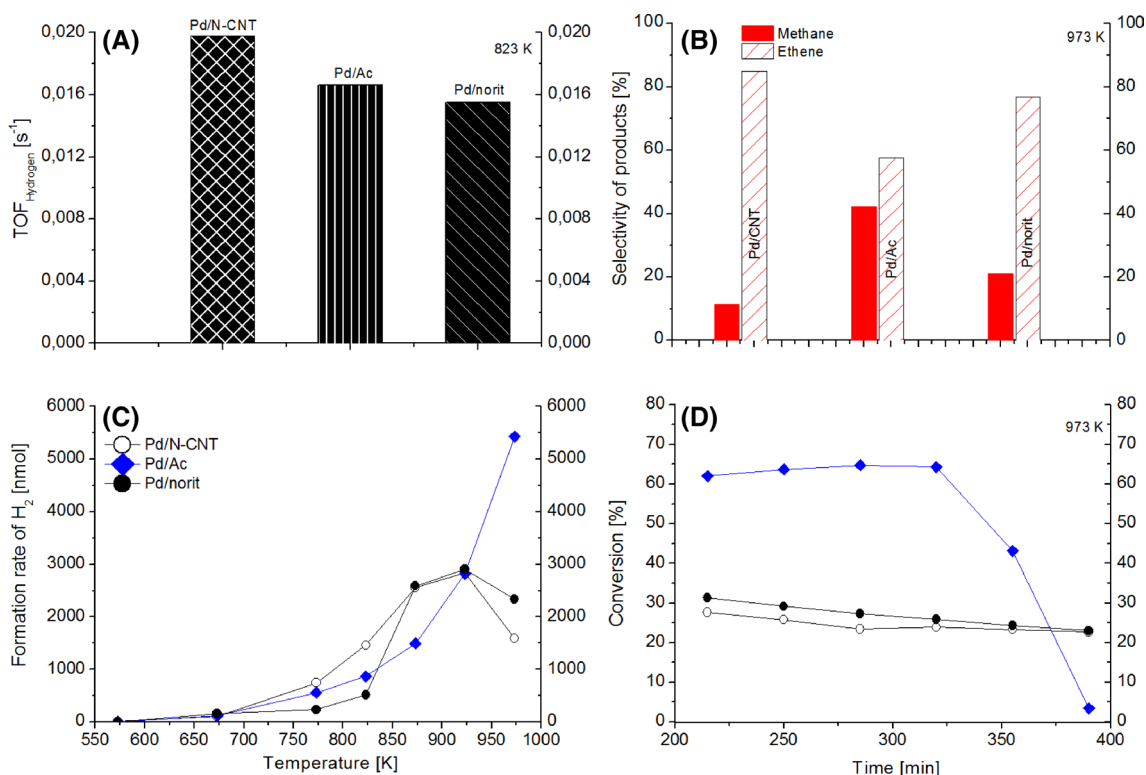 (A)
Pd/N-CNT
Pd/Ac
Pd/norit
823 K
TOF Hydrogen [s-1]
0,020
0,016
0,012
0,008
0,004
0,000
0,020
0,016
0,012
0,008
0,004
0,000
(B)
Methane
Ethene
973 K
Selectivity of products [%]
100
80
60
40
20
0
100
80
60
40
20
0
Pd/CNT
Pd/Ac
Pd/norit
(C)
Pd/N-CNT
Pd/Ac
Pd/norit
Formation rate of H2 [nmol]
6000
5000
4000
3000
2000
1000
0
6000
5000
4000
3000
2000
1000
0
550 600 650 700 750 800 850 900 950 1000
Temperature [K]
(D)
973 K
Conversion [%]
80
70
60
50
40
30
20
10
0
80
70
60
50
40
30
20
10
0
200 250 300 350 400
Time [min]